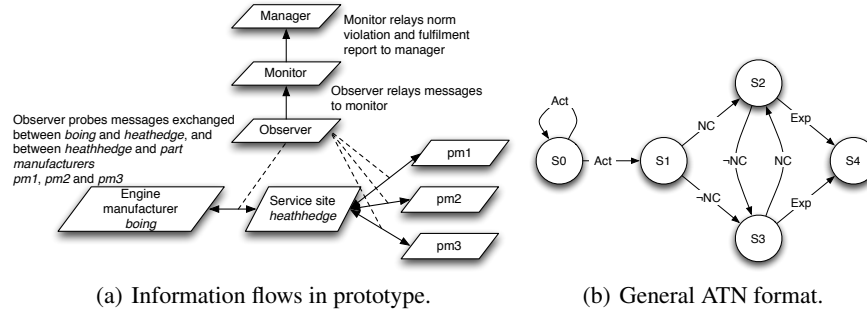 Manager
Monitor relays norm
violation and fulfilment
report to manager
Monitor
Observer relays messages
to monitor
Observer probes messages exchanged
between boing and heathedge, and
between heathhedge and part
manufacturers
pm1, pm2 and pm3
Observer
pm1
Engine
manufacturer
boing
Service site
heathhedge
pm2
pm3
(a) Information flows in prototype.
Act
S0
Act
S1
NC
S2
Exp
¬NC
NC
S4
¬NC
Exp
S3
(b) General ATN format.